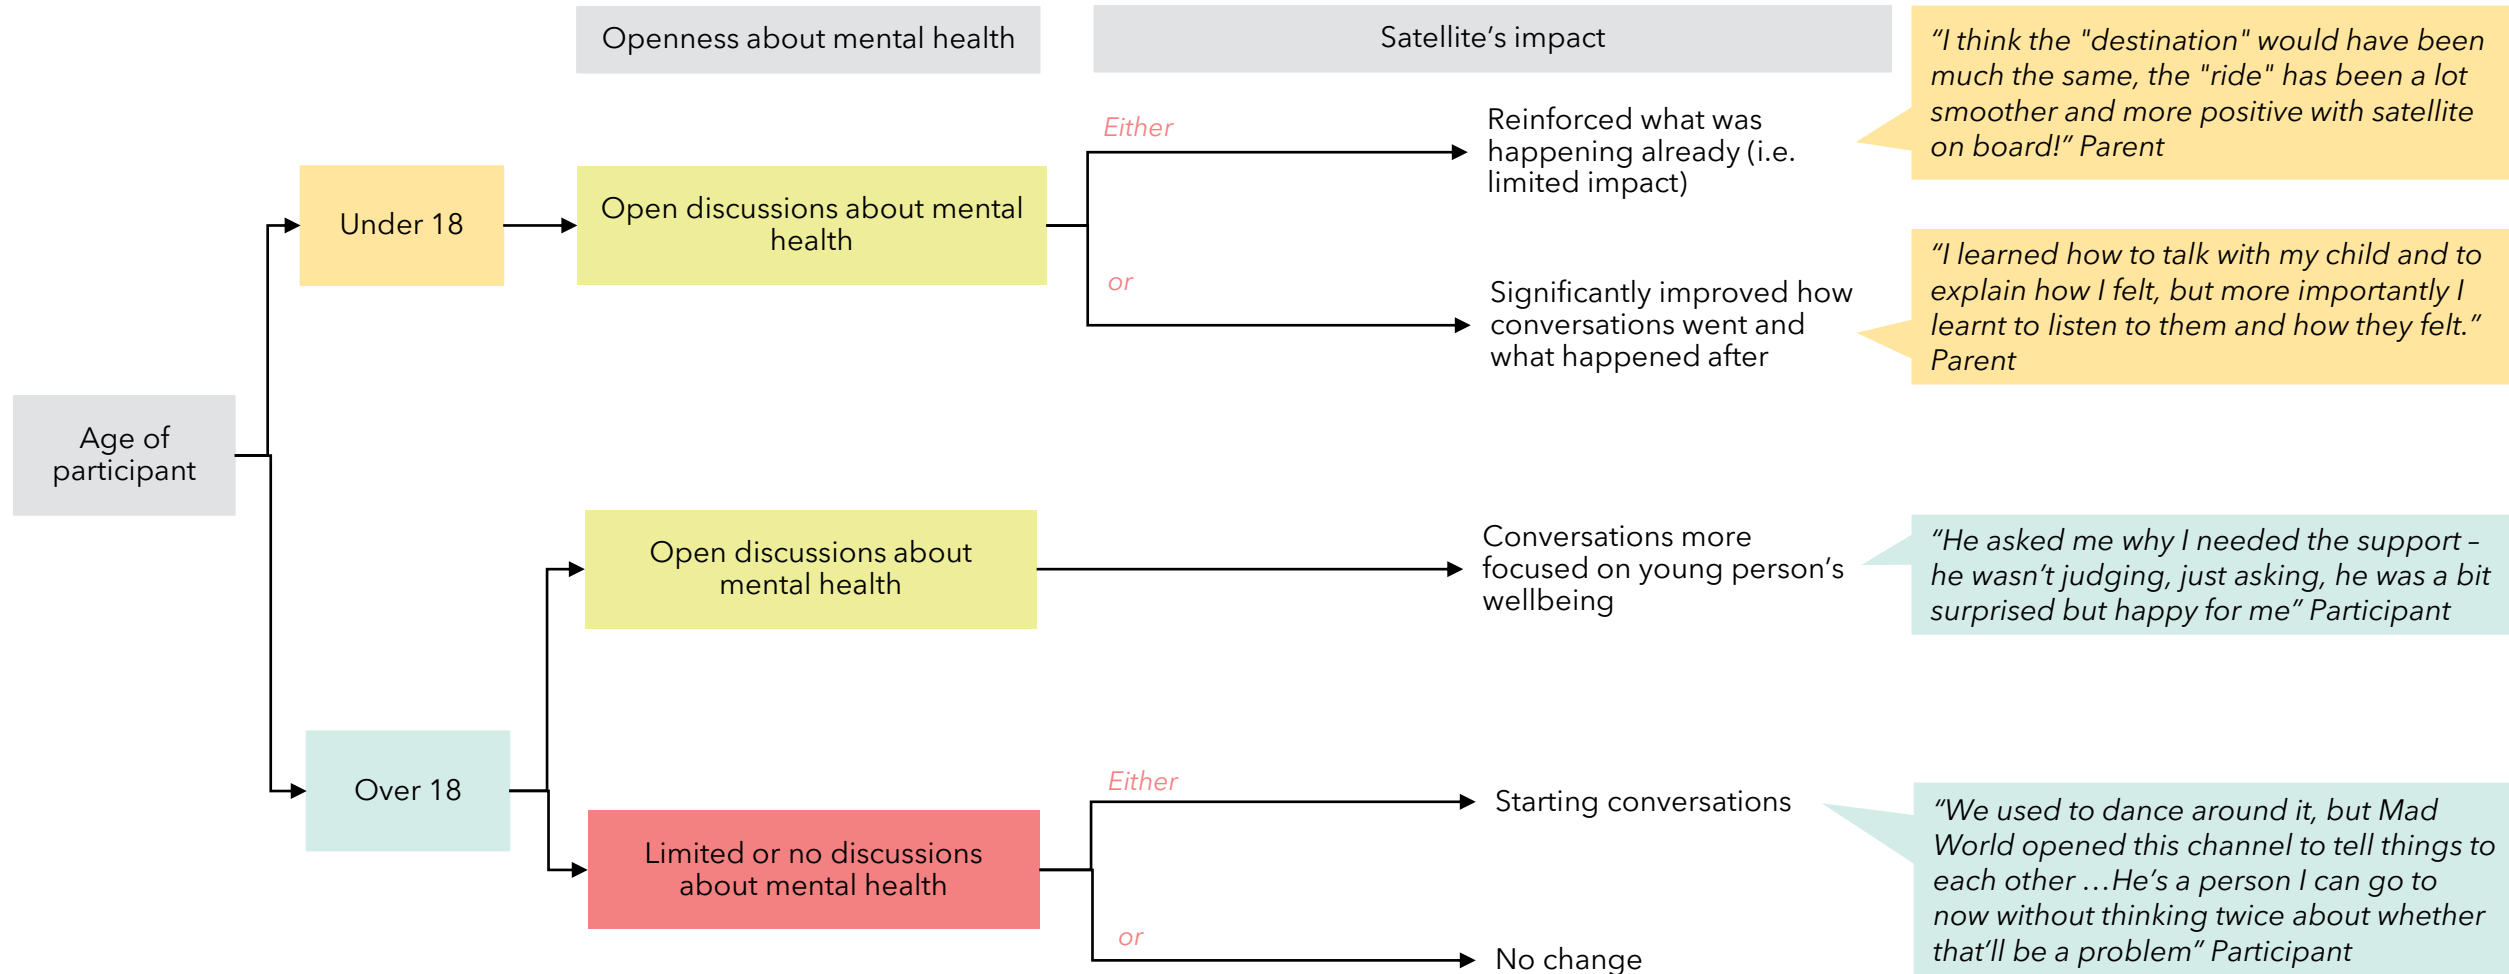 Openness about mental health
Satellite's impact
“I think the "destination" would have been
much the same, the "ride" has been a lot
smoother and more positive with satellite
on board!” Parent
Either
Reinforced what was
happening already (i.e.
limited impact)
Under 18
Open discussions about mental
health
or
Significantly improved how
conversations went and
what happened after
“I learned how to talk with my child and to
explain how I felt, but more importantly I
learnt to listen to them and how they felt.”
Parent
Age of
participant
Open discussions about
mental health
Conversations more
focused on young person’s
wellbeing
“He asked me why I needed the support –
he wasn’t judging, just asking, he was a bit
surprised but happy for me” Participant
Over 18
Limited or no discussions
about mental health
Either
Starting conversations
“We used to dance around it, but Mad
World opened this channel to tell things to
each other …He’s a person I can go to
now without thinking twice about whether
that’ll be a problem” Participant
or
No change